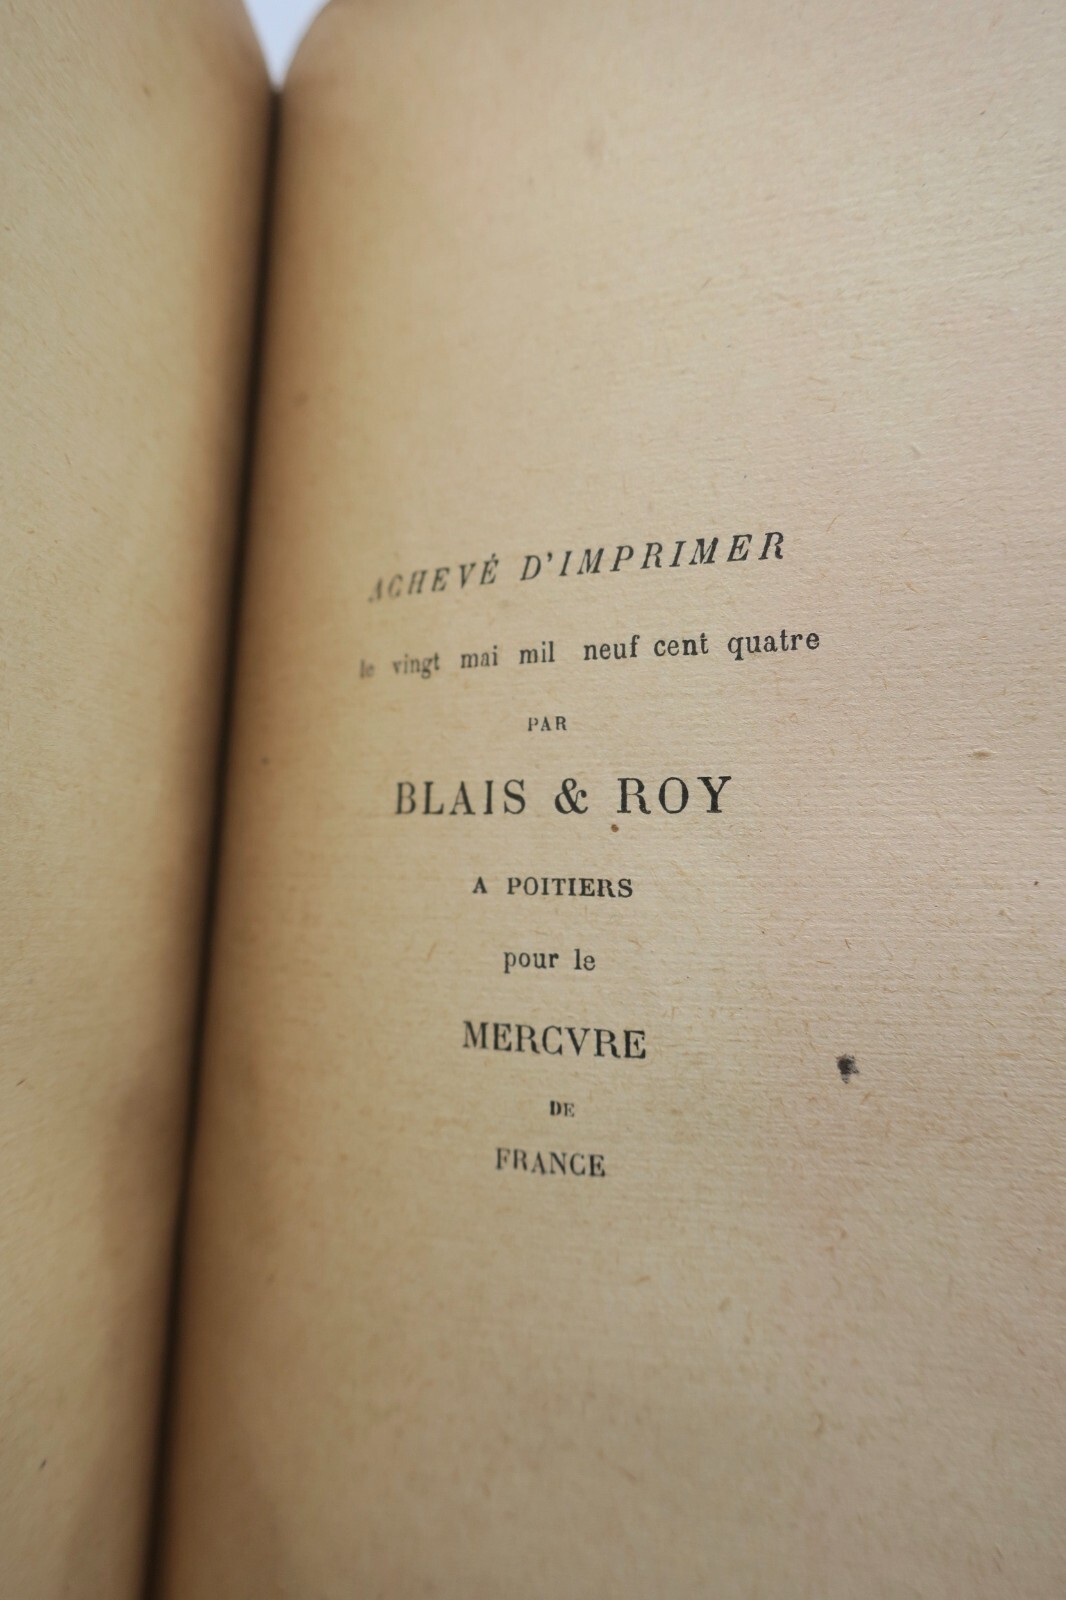 ACHEVÉ D'IMPRIMER
le vingt mai mil neuf cent quatre
PAR
BLAIS & ROY
A POITIERS
pour le
MERCVRE
DE
FRANCE